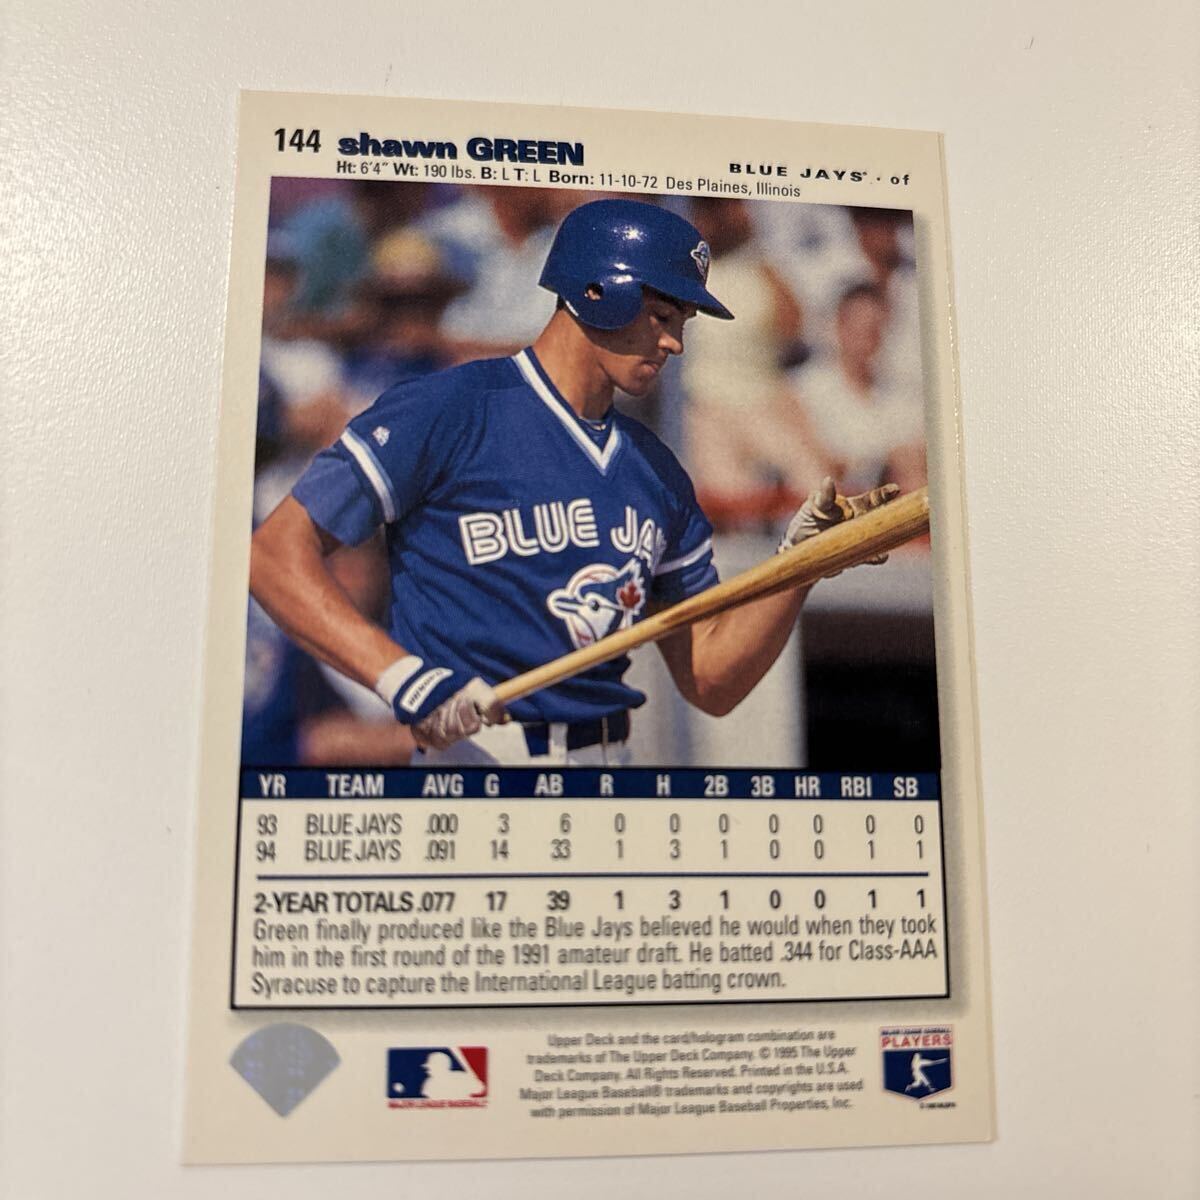 144 shawn GREEN
BLUE JAYS · of
Ht: 6'4" Wt: 190 lbs. B: L T: L Born: 11-10-72 Des Plaines, Illinois
BLUE JA
YR TEAM AVG G AB R H 2B 3B HR RBI SB
93 BLUE JAYS .000 3 6 0 0 0 0 0 0 0
94 BLUE JAYS .091 14 33 1 3 1 0 0 1 1
2-YEAR TOTALS .077 17 39 1 3 1 0 0 1 1
Green finally produced like the Blue Jays believed he would when they took
him in the first round of the 1991 amateur draft. He batted .344 for Class-AAA
Syracuse to capture the International League batting crown.
Upper Deck and the card/hologram combination are
trademarks of The Upper Deck Company. © 1995 The Upper
Deck Company. All Rights Reserved. Printed in the U.S.A.
Major League Baseball® trademarks and copyrights are used
with permission of Major League Baseball Properties, Inc.
MAJOR LEAGUE BASEBALL
MAJOR LEAGUE BASEBALL
PLAYERS